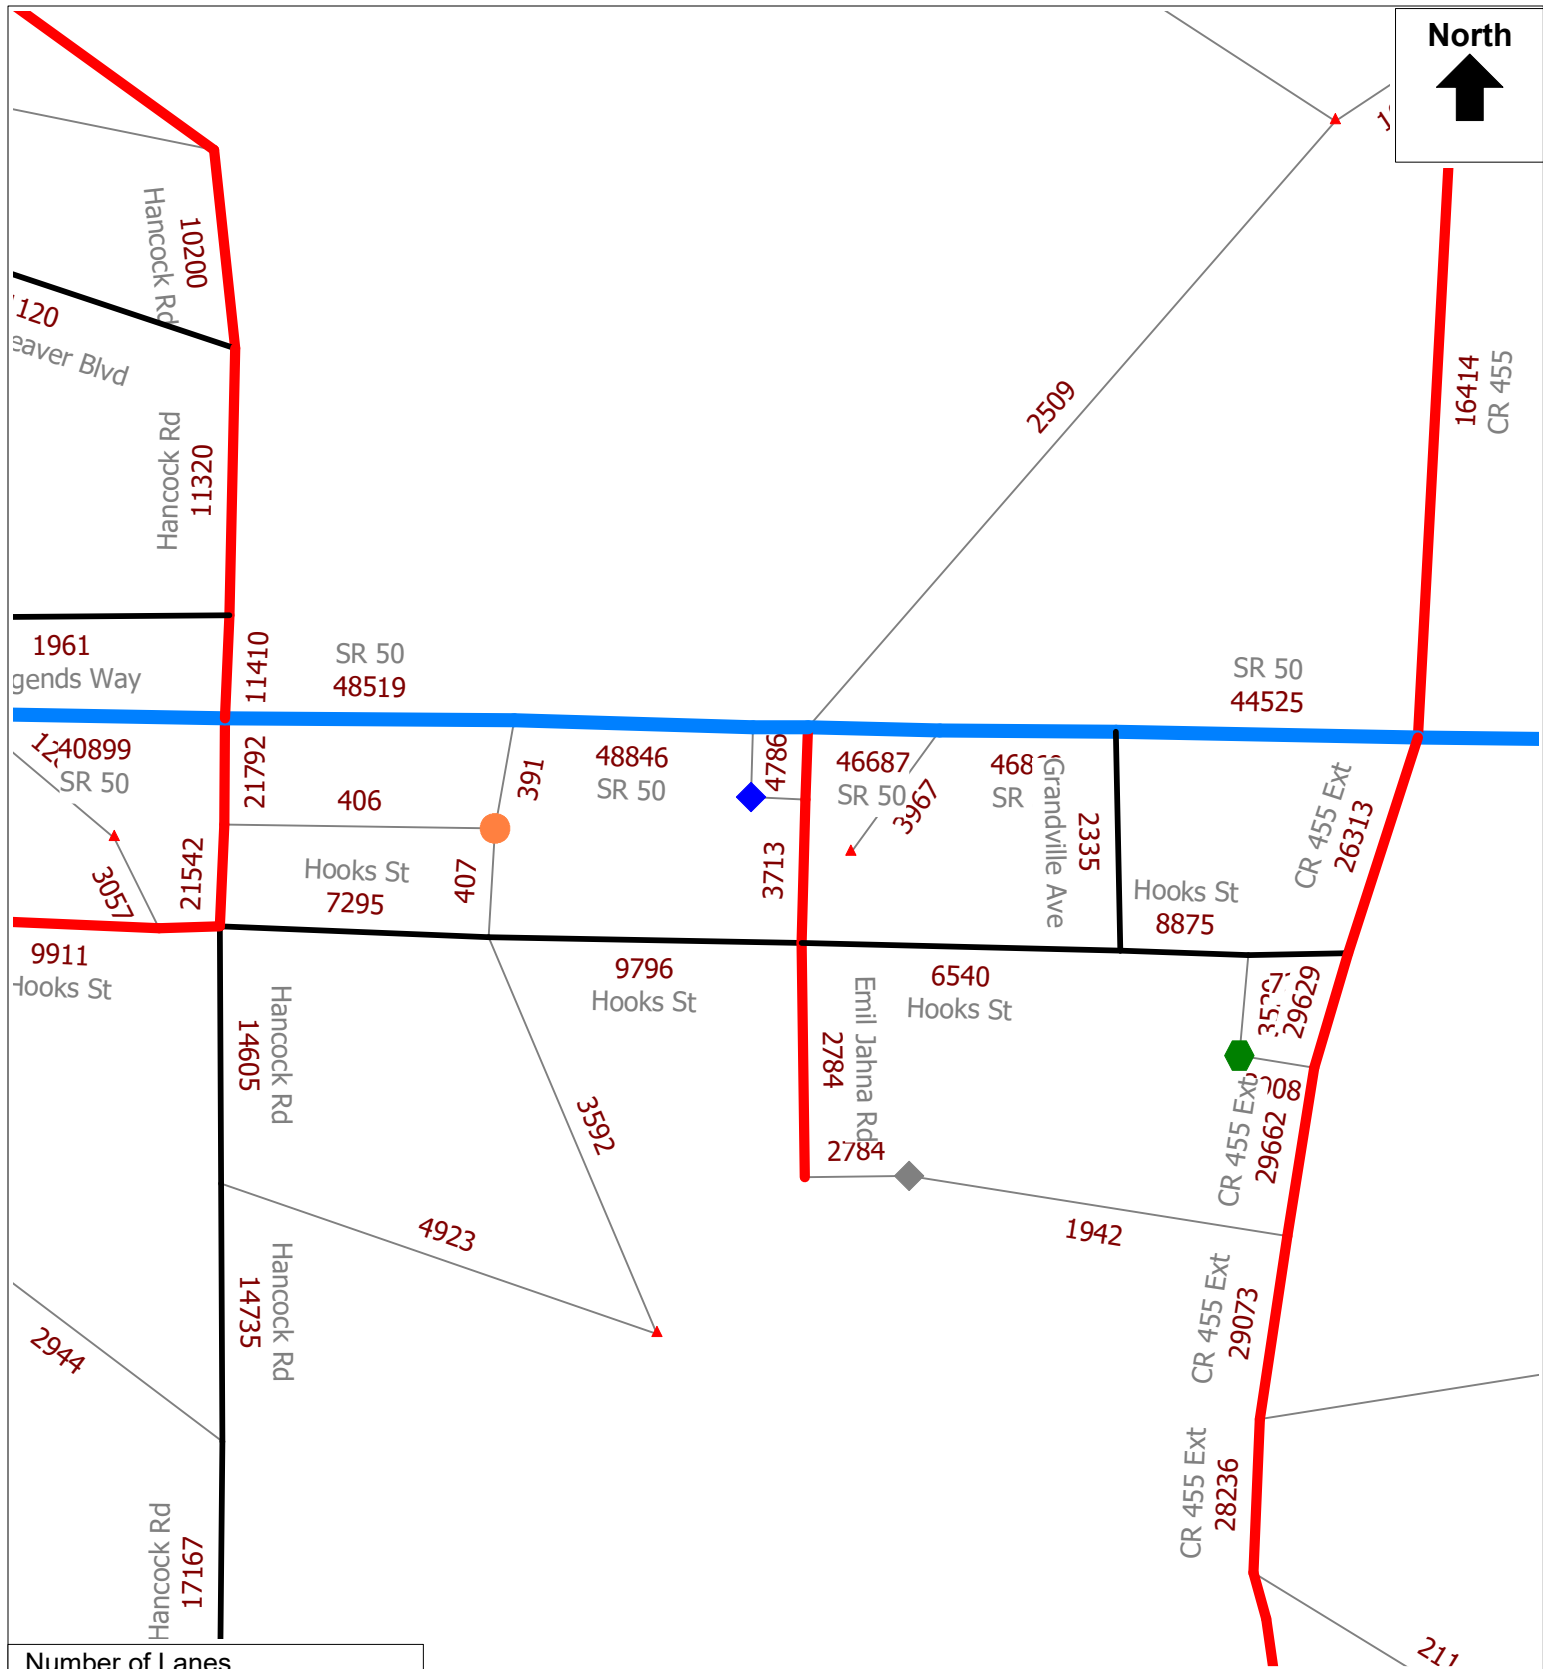 North
Hancock Rd
10200
120
eaver Blvd
Hancock Rd
11320
2509
16414
CR 455
1961
gends Way
11410
SR 50
48519
SR 50
44525
40899
SR 50
21792
406
391
48846
SR 50
4786
46687
SR 50
3967
SR
Grandville Ave
2335
CR 455 Ext
26313
3057
21542
Hooks St
7295
407
3713
Hooks St
8875
9911
Hooks St
9796
Hooks St
6540
Hooks St
29629
14605
Hancock Rd
3592
2784
Emil Jahna Rd
2784
CR 455 Ext
29662
4923
1942
14735
Hancock Rd
CR 455 Ext
29073
2944
CR 455 Ext
28236
Hancock Rd
17167
211
Number of Lanes